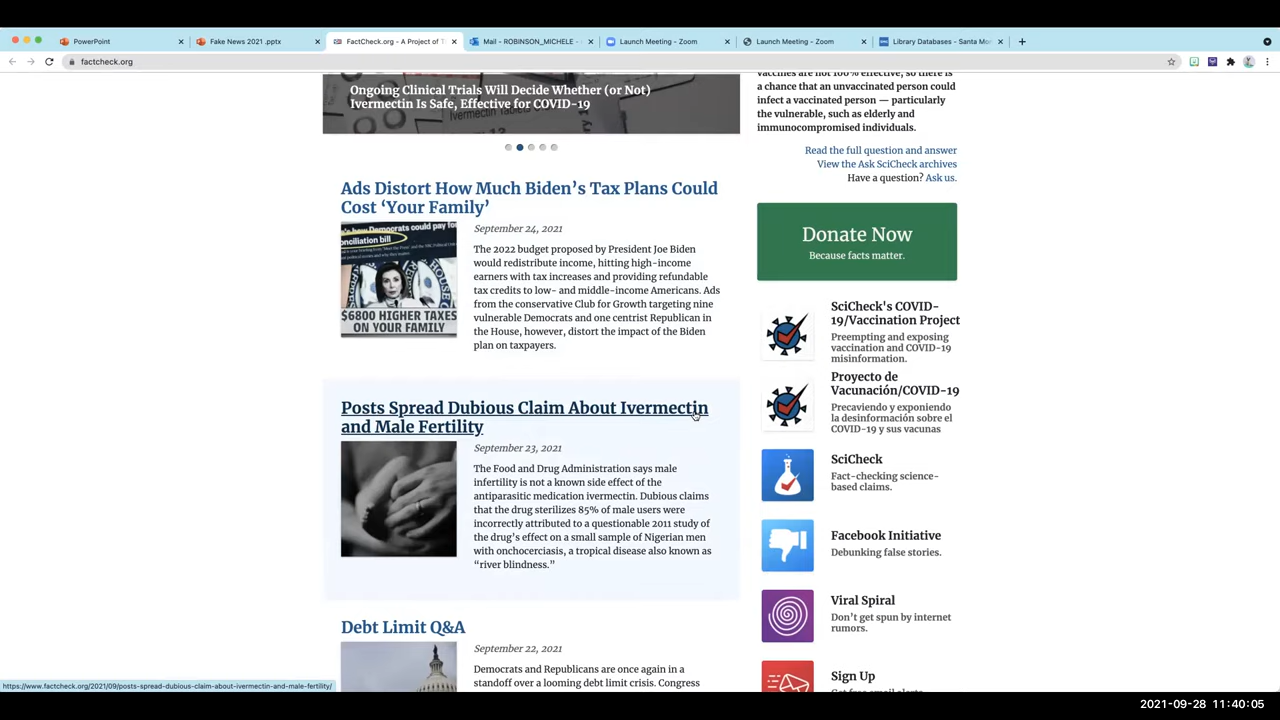 PowerPoint
Fake News 2021 .pptx
FactCheck.org - A Project of T
Mail - ROBINSON_MICHELE -
Launch Meeting - Zoom
Launch Meeting - Zoom
Library Databases - Santa Mon
factcheck.org
Ongoing Clinical Trials Will Decide Whether (or Not)
Ivermectin Is Safe, Effective for COVID-19
Ivermectin Tablets
Ads Distort How Much Biden’s Tax Plans Could
Cost ‘Your Family’
September 24, 2021
The 2022 budget proposed by President Joe Biden
would redistribute income, hitting high-income
earners with tax increases and providing refundable
tax credits to low- and middle-income Americans. Ads
from the conservative Club for Growth targeting nine
vulnerable Democrats and one centrist Republican in
the House, however, distort the impact of the Biden
plan on taxpayers.
how Democrats could pay for
onciliation bill
$6800 HIGHER TAXES
ON YOUR FAMILY
Posts Spread Dubious Claim About Ivermectin
and Male Fertility
September 23, 2021
The Food and Drug Administration says male
infertility is not a known side effect of the
antiparasitic medication ivermectin. Dubious claims
that the drug sterilizes 85% of male users were
incorrectly attributed to a questionable 2011 study of
the drug’s effect on a small sample of Nigerian men
with onchocerciasis, a tropical disease also known as
“river blindness.”
Debt Limit Q&A
September 22, 2021
Democrats and Republicans are once again in a
standoff over a looming debt limit crisis. Congress
vaccines are not 100% effective, so there is
a chance that an unvaccinated person could
infect a vaccinated person — particularly
the vulnerable, such as elderly and
immunocompromised individuals.
Read the full question and answer
View the Ask SciCheck archives
Have a question? Ask us.
Donate Now
Because facts matter.
SciCheck's COVID-
19/Vaccination Project
Preempting and exposing
vaccination and COVID-19
misinformation.
Proyecto de
Vacunación/COVID-19
Precaviendo y exponiendo
la desinformación sobre el
COVID-19 y sus vacunas
SciCheck
Fact-checking science-
based claims.
Facebook Initiative
Debunking false stories.
Viral Spiral
Don’t get spun by internet
rumors.
Sign Up
Get free email alerts
https://www.factcheck.org/2021/09/posts-spread-dubious-claim-about-ivermectin-and-male-fertility/
2021-09-28 11:40:05